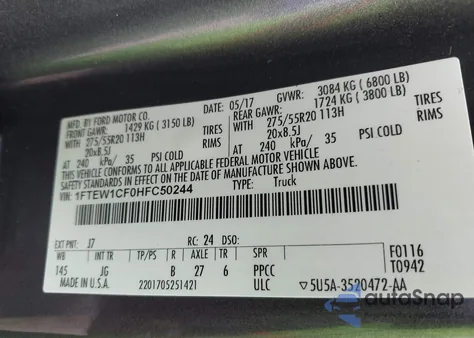 MFD. BY FORD MOTOR CO. DATE: 05/17 GVWR: 3084 KG (6800 LB)
FRONT GAWR: 1429 KG (3150 LB) REAR GAWR: 1724 KG (3800 LB)
WITH 275/55R20 113H TIRES WITH 275/55R20 113H TIRES
20x8.5J RIMS 20x8.5J RIMS
AT 240 kPa/ 35 PSI COLD AT 240 kPa/ 35 PSI COLD
THIS VEHICLE CONFORMS TO ALL APPLICABLE FEDERAL MOTOR VEHICLE
SAFETY STANDARDS IN EFFECT ON THE DATE OF MANUFACTURE SHOWN ABOVE.
VIN: 1FTEW1CF0HFC50244 TYPE: Truck
EXT PNT: J7 RC: 24 DSO: F0116
WB TP/PS R AXLE TR SPR T0942
145 JG B 27 6 PPCC
MADE IN U.S.A. 2201705251421 ULC ▽5U5A-3520472-AA
autoSnap